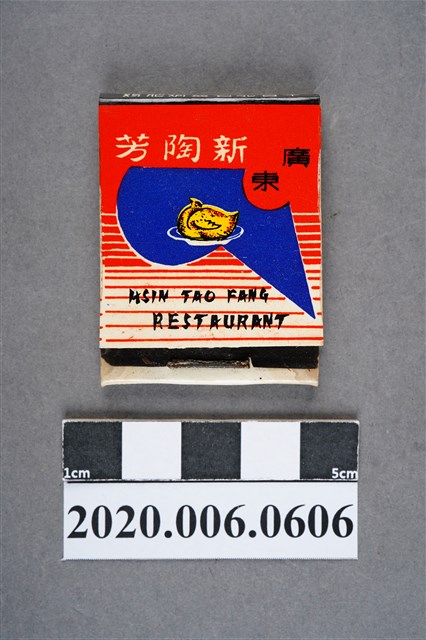 廣東
新陶芳
HSIN TAO FANG
RESTAURANT
1cm
5cm
2020.006.0606